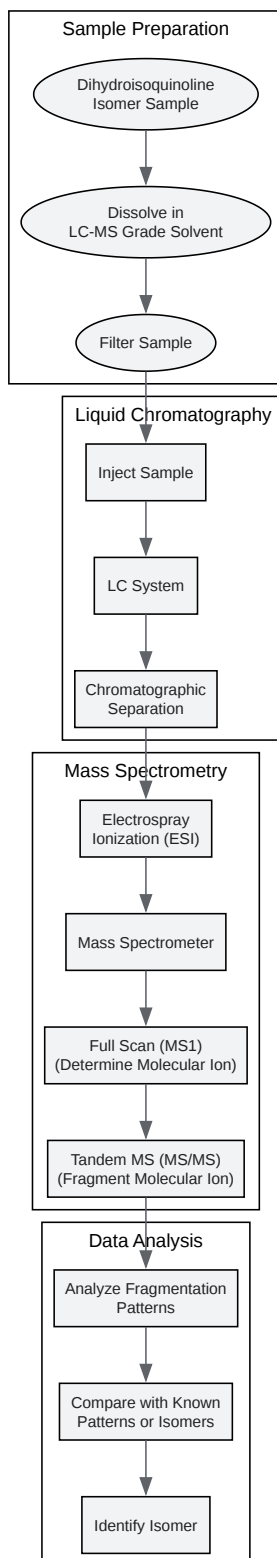 Sample Preparation
Dihydroisoquinoline
Isomer Sample
Dissolve in
LC-MS Grade Solvent
Filter Sample
Liquid Chromatography
Inject Sample
LC System
Chromatographic
Separation
Mass Spectrometry
Electrospray
Ionization (ESI)
Mass Spectrometer
Full Scan (MS1)
(Determine Molecular Ion)
Tandem MS (MS/MS)
(Fragment Molecular Ion)
Data Analysis
Analyze Fragmentation
Patterns
Compare with Known
Patterns or Isomers
Identify Isomer